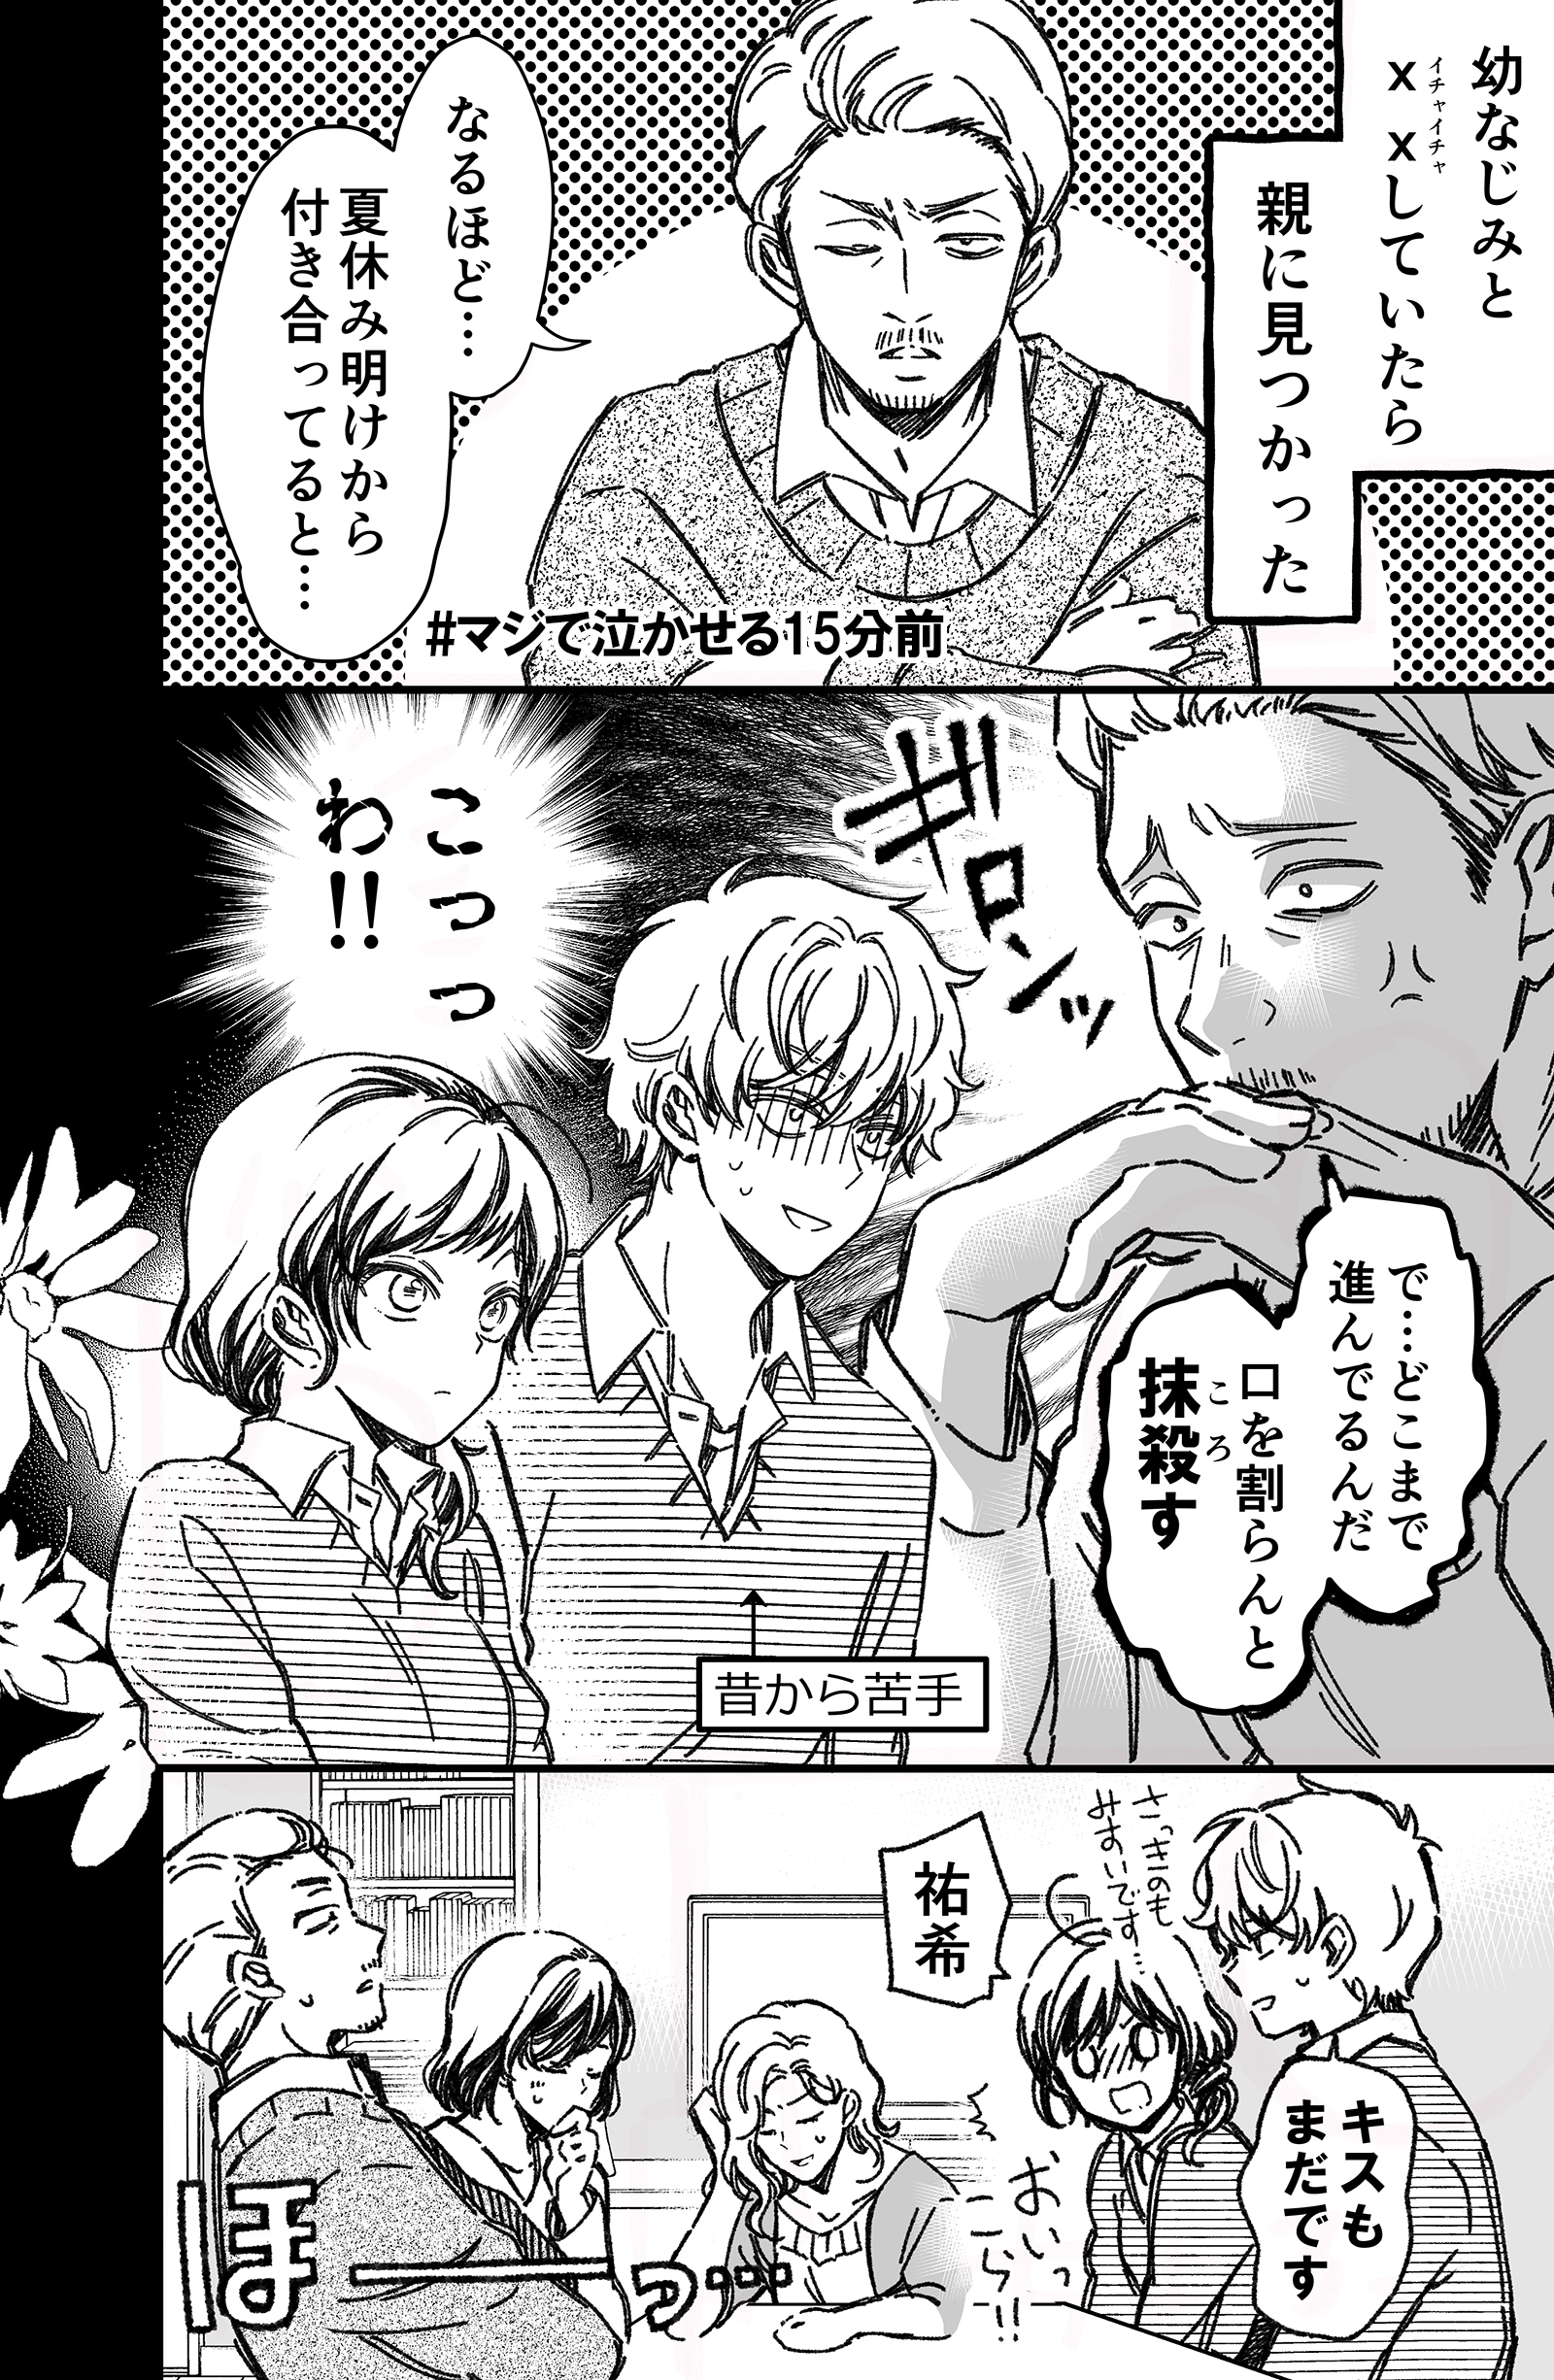 幼なじみと
xxしていたら
イチャイチャ
親に見つかった
なるほど…
夏休み明けから
付き合ってると…
#マジで泣かせる15分前
ギロンッ
こっっ
わ!!
で…どこまで
進んでるんだ
口を割らんと
抹殺す
ころ
昔から苦手
さっきのも
みすいです…
キスも
まだです
祐希
おいっ
こら!!
ほーっ…